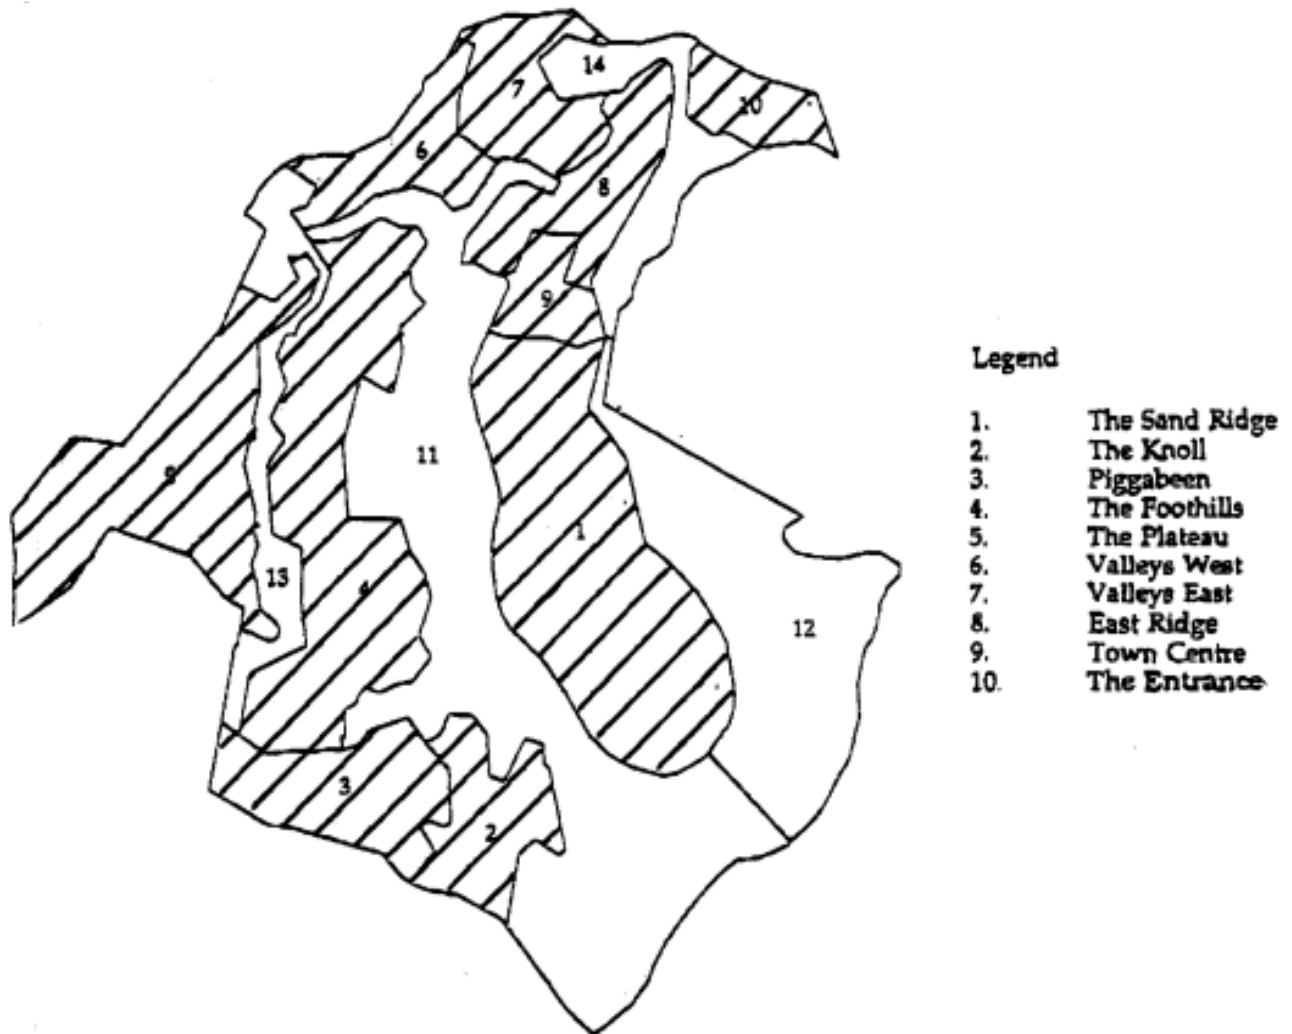 14
7
10
6
8
9
11
1
13
4
12
3
2
Legend
1. The Sand Ridge
2. The Knoll
3. Piggabeen
4. The Foothills
5. The Plateau
6. Valleys West
7. Valleys East
8. East Ridge
9. Town Centre
10. The Entrance